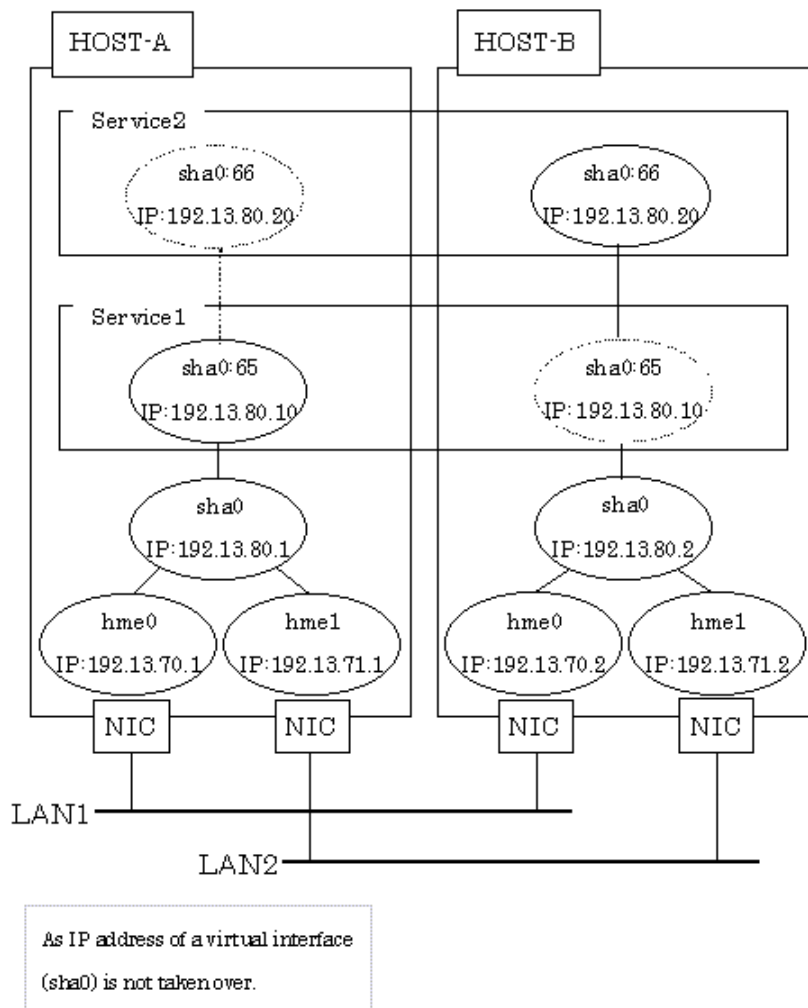 HOST-A
HOST-B
Service2
sha0:66
IP:192.13.80.20
sha0:66
IP:192.13.80.20
Service1
sha0:65
IP:192.13.80.10
sha0:65
IP:192.13.80.10
sha0
IP:192.13.80.1
sha0
IP:192.13.80.2
hme0
IP:192.13.70.1
hme1
IP:192.13.71.1
hme0
IP:192.13.70.2
hme1
IP:192.13.71.2
NIC
NIC
NIC
NIC
LAN1
LAN2
As IP address of a virtual interface
(sha0) is not taken over.